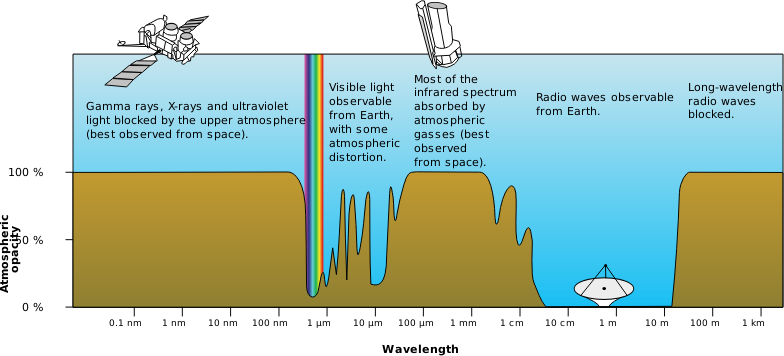 Gamma rays, X-rays and ultraviolet
light blocked by the upper atmosphere
(best observed from space).
Visible light
observable
from Earth,
with some
atmospheric
distortion.
Most of the
infrared spectrum
absorbed by
atmospheric
gasses (best
observed
from space).
Radio waves observable
from Earth.
Long-wavelength
radio waves
blocked.
Atmospheric
opacity
100 %
50 %
0 %
0.1 nm
1 nm
10 nm
100 nm
1 µm
10 µm
100 µm
1 mm
1 cm
10 cm
1 m
10 m
100 m
1 km
Wavelength